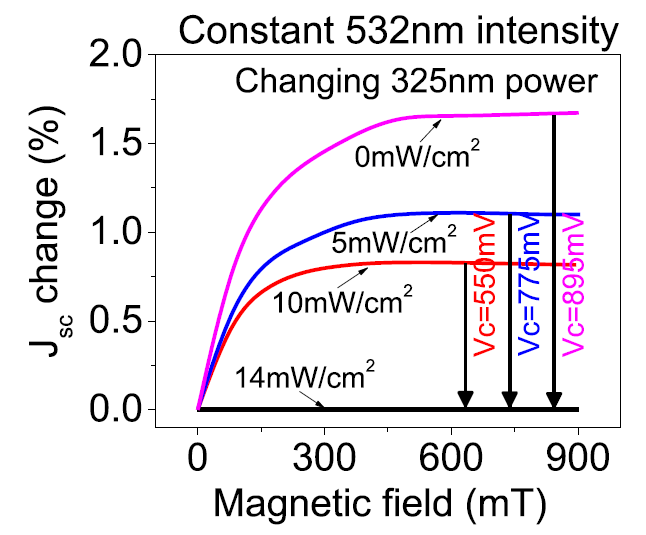 Constant 532nm intensity
Changing 325nm power
2.0
1.5
1.0
0.5
0.0
J_sc change (%)
0mW/cm²
5mW/cm²
10mW/cm²
14mW/cm²
Vc=550mV
Vc=775mV
Vc=895mV
0 300 600 900
Magnetic field (mT)